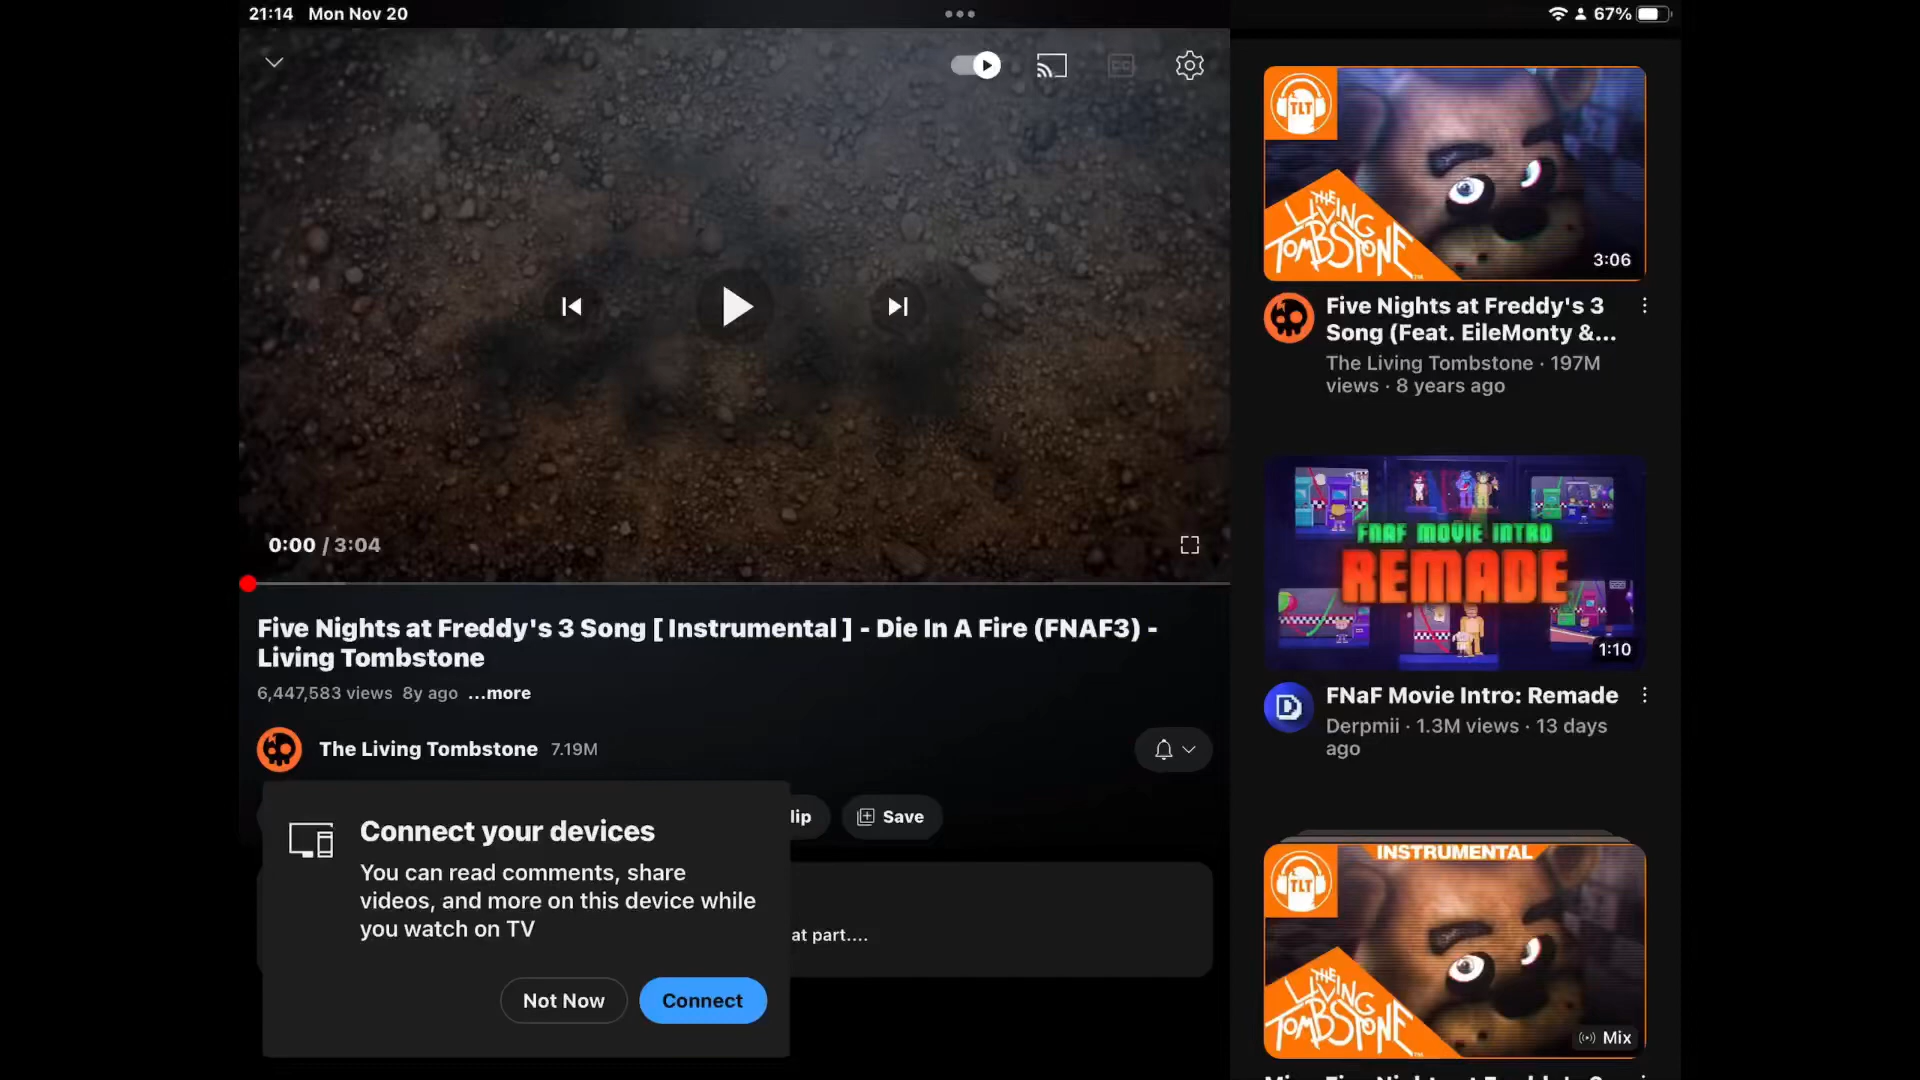 21:14 Mon Nov 20
67%
CC
0:00 / 3:04
Five Nights at Freddy's 3 Song [ Instrumental ] - Die In A Fire (FNAF3) -
Living Tombstone
6,447,583 views 8y ago ...more
The Living Tombstone 7.19M
lip
Save
at part....
Connect your devices
You can read comments, share
videos, and more on this device while
you watch on TV
Not Now
Connect
TLT
THE
LIVING
TOMBSTONE
3:06
Five Nights at Freddy's 3
Song (Feat. EileMonty &...
The Living Tombstone · 197M
views · 8 years ago
FNAF MOVIE INTRO
REMADE
1:10
D
FNaF Movie Intro: Remade
Derpmii · 1.3M views · 13 days
ago
INSTRUMENTAL
TLT
THE
LIVING
TOMBSTONE
Mix